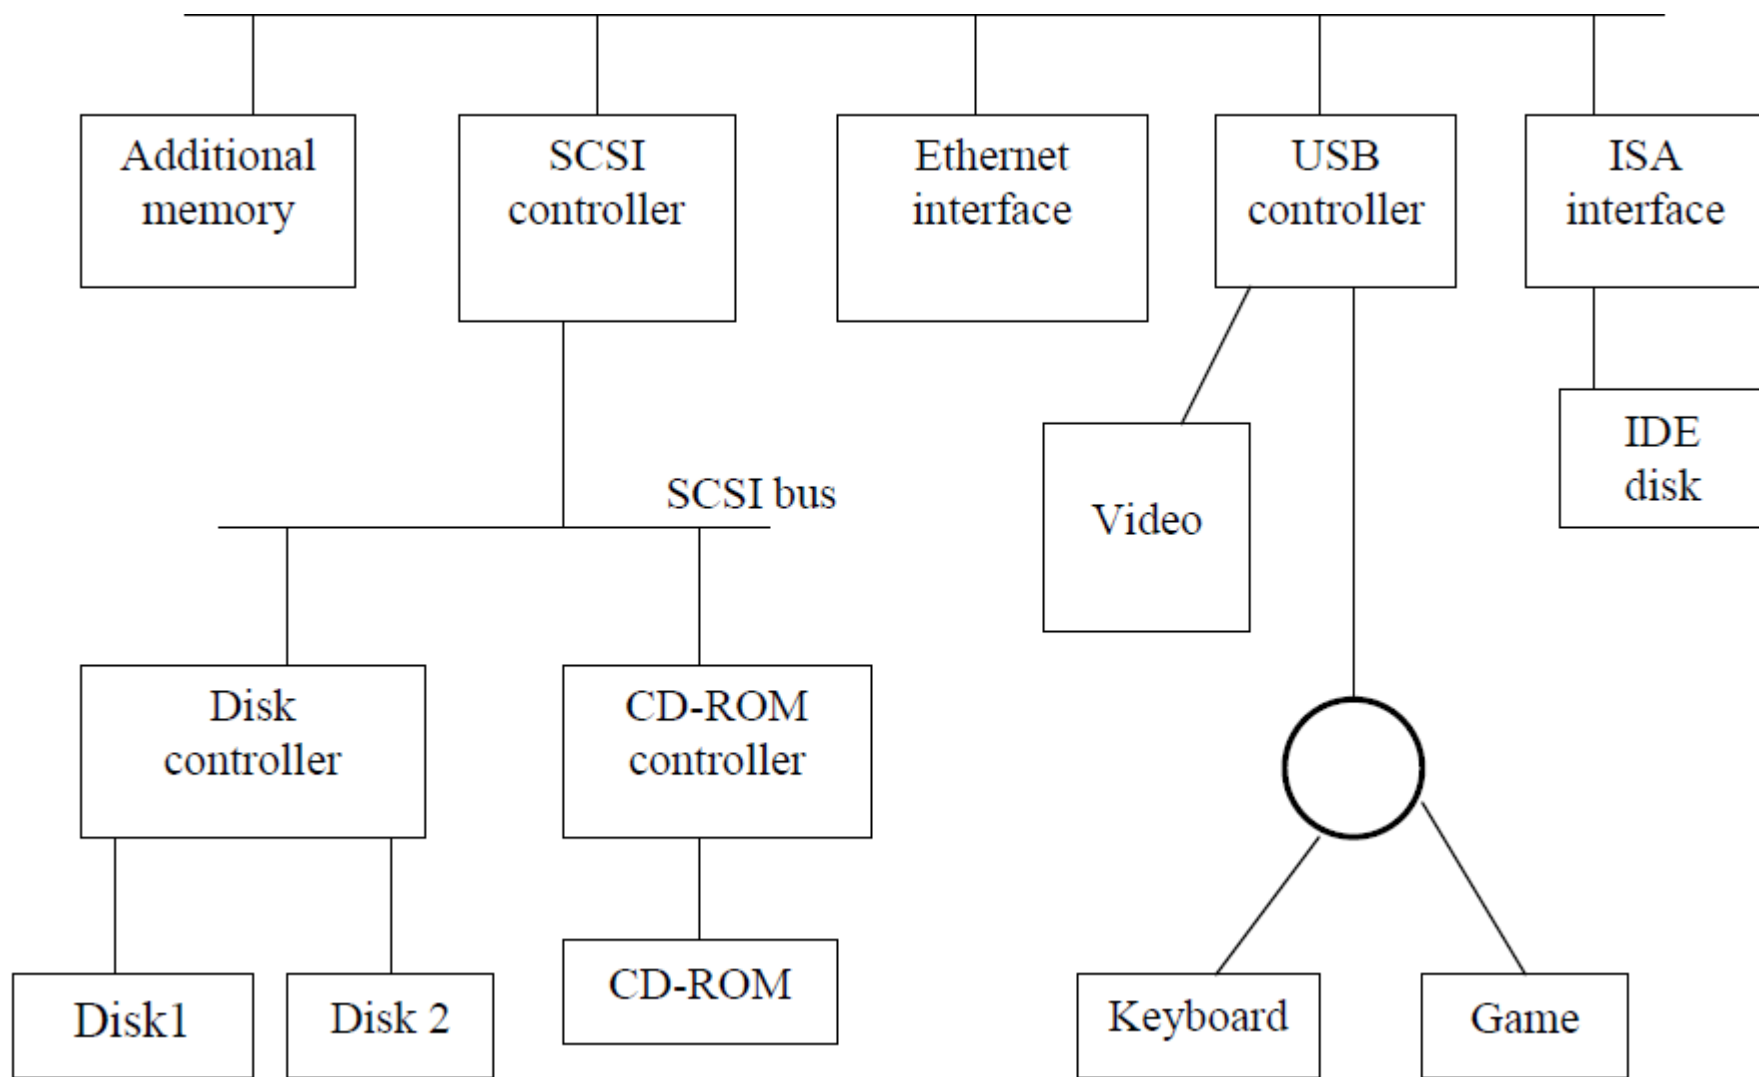 Additional
memory
SCSI
controller
Ethernet
interface
USB
controller
ISA
interface
IDE
disk
SCSI bus
Video
Disk
controller
CD-ROM
controller
CD-ROM
Disk1
Disk 2
Keyboard
Game